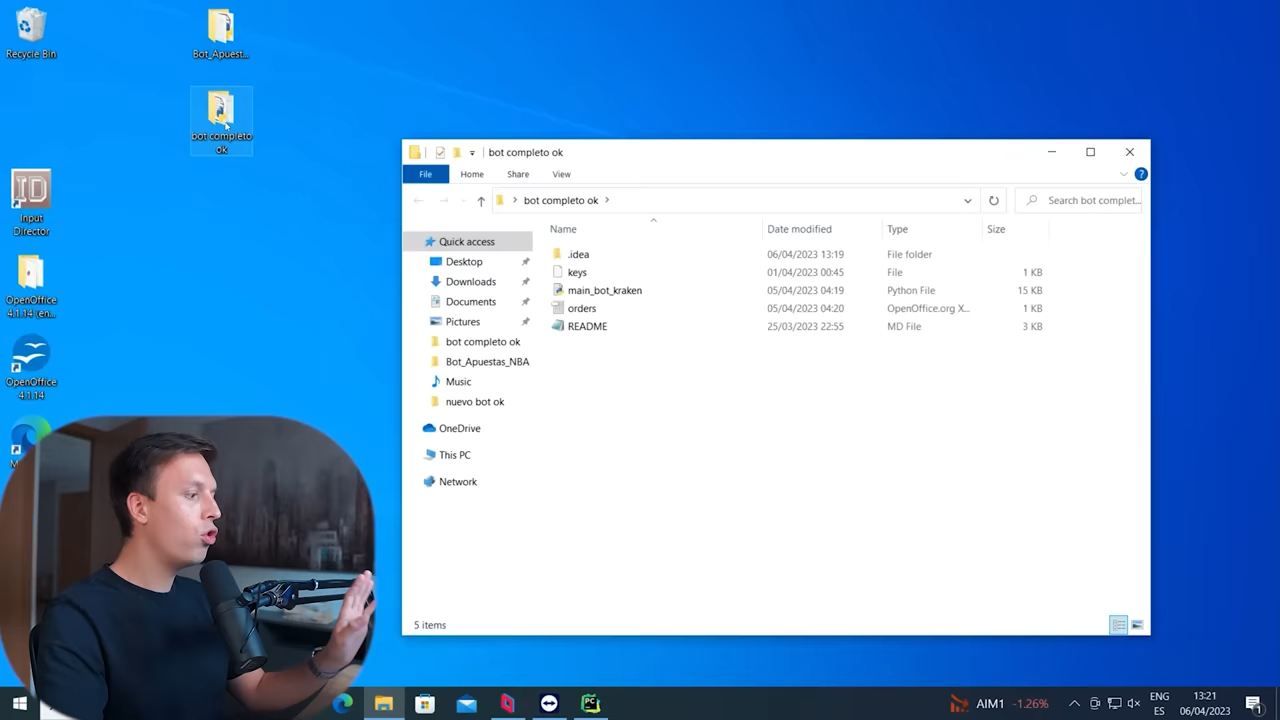 Recycle Bin
Bot_Apuest...
bot completo
ok
ID
Input
Director
OpenOffice
4.1.14 (en...
OpenOffice
4.1.14
bot completo ok
File
Home
Share
View
?
bot completo ok
Search bot complet...
Name
Date modified
Type
Size
Quick access
Desktop
Downloads
Documents
Pictures
bot completo ok
Bot_Apuestas_NBA
Music
nuevo bot ok
OneDrive
This PC
Network
.idea 06/04/2023 13:19 File folder
keys 01/04/2023 00:45 File 1 KB
main_bot_kraken 05/04/2023 04:19 Python File 15 KB
orders 05/04/2023 04:20 OpenOffice.org X... 1 KB
README 25/03/2023 22:55 MD File 3 KB
5 items
PC
AIM1 -1.26%
ENG
ES
13:21
06/04/2023
1